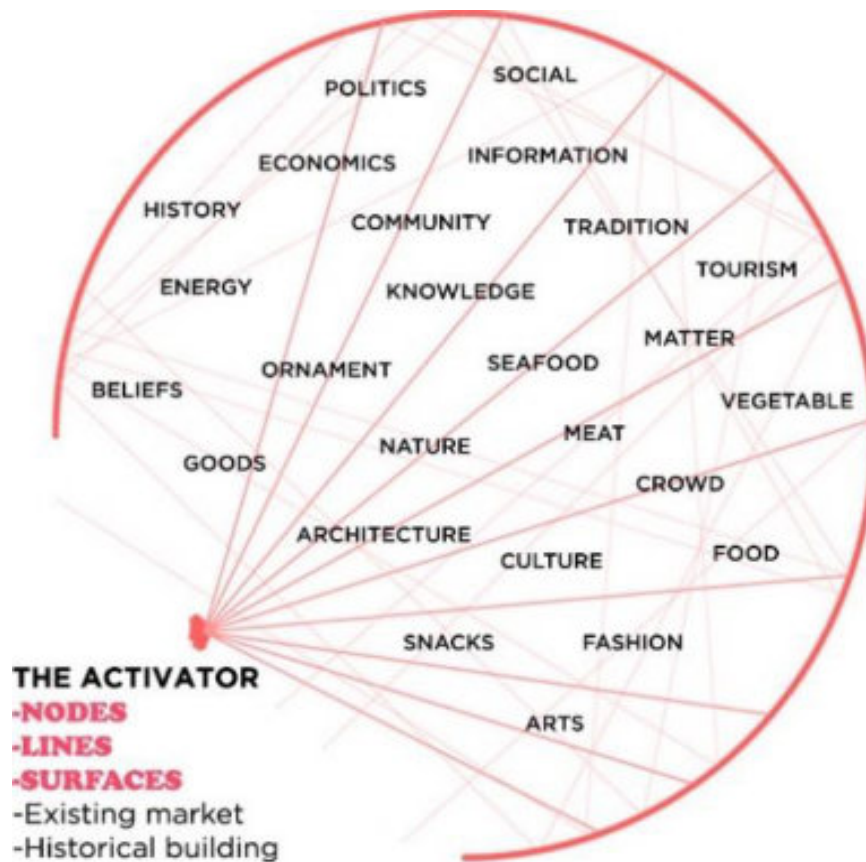 SOCIAL
POLITICS
INFORMATION
ECONOMICS
HISTORY
COMMUNITY
TRADITION
TOURISM
ENERGY
KNOWLEDGE
MATTER
SEAFOOD
ORNAMENT
BELIEFS
VEGETABLE
MEAT
NATURE
GOODS
CROWD
ARCHITECTURE
FOOD
CULTURE
SNACKS
FASHION
ARTS
THE ACTIVATOR
-NODES
-LINES
-SURFACES
-Existing market
-Historical building